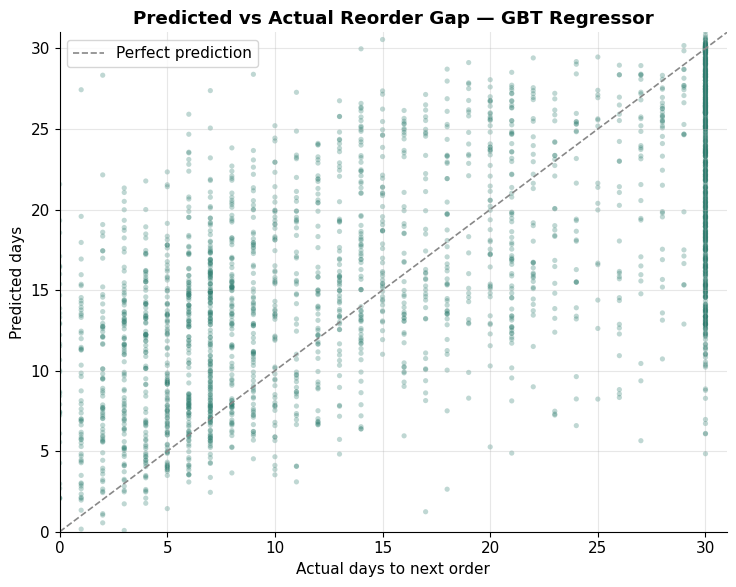 Predicted vs Actual Reorder Gap — GBT Regressor
Perfect prediction
Predicted days
30
25
20
15
10
5
0
0 5 10 15 20 25 30
Actual days to next order